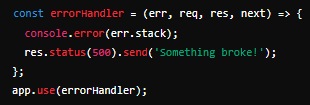 const errorHandler = (err, req, res, next) => {
  console.error(err.stack);
  res.status(500).send('Something broke!');
};
app.use(errorHandler);